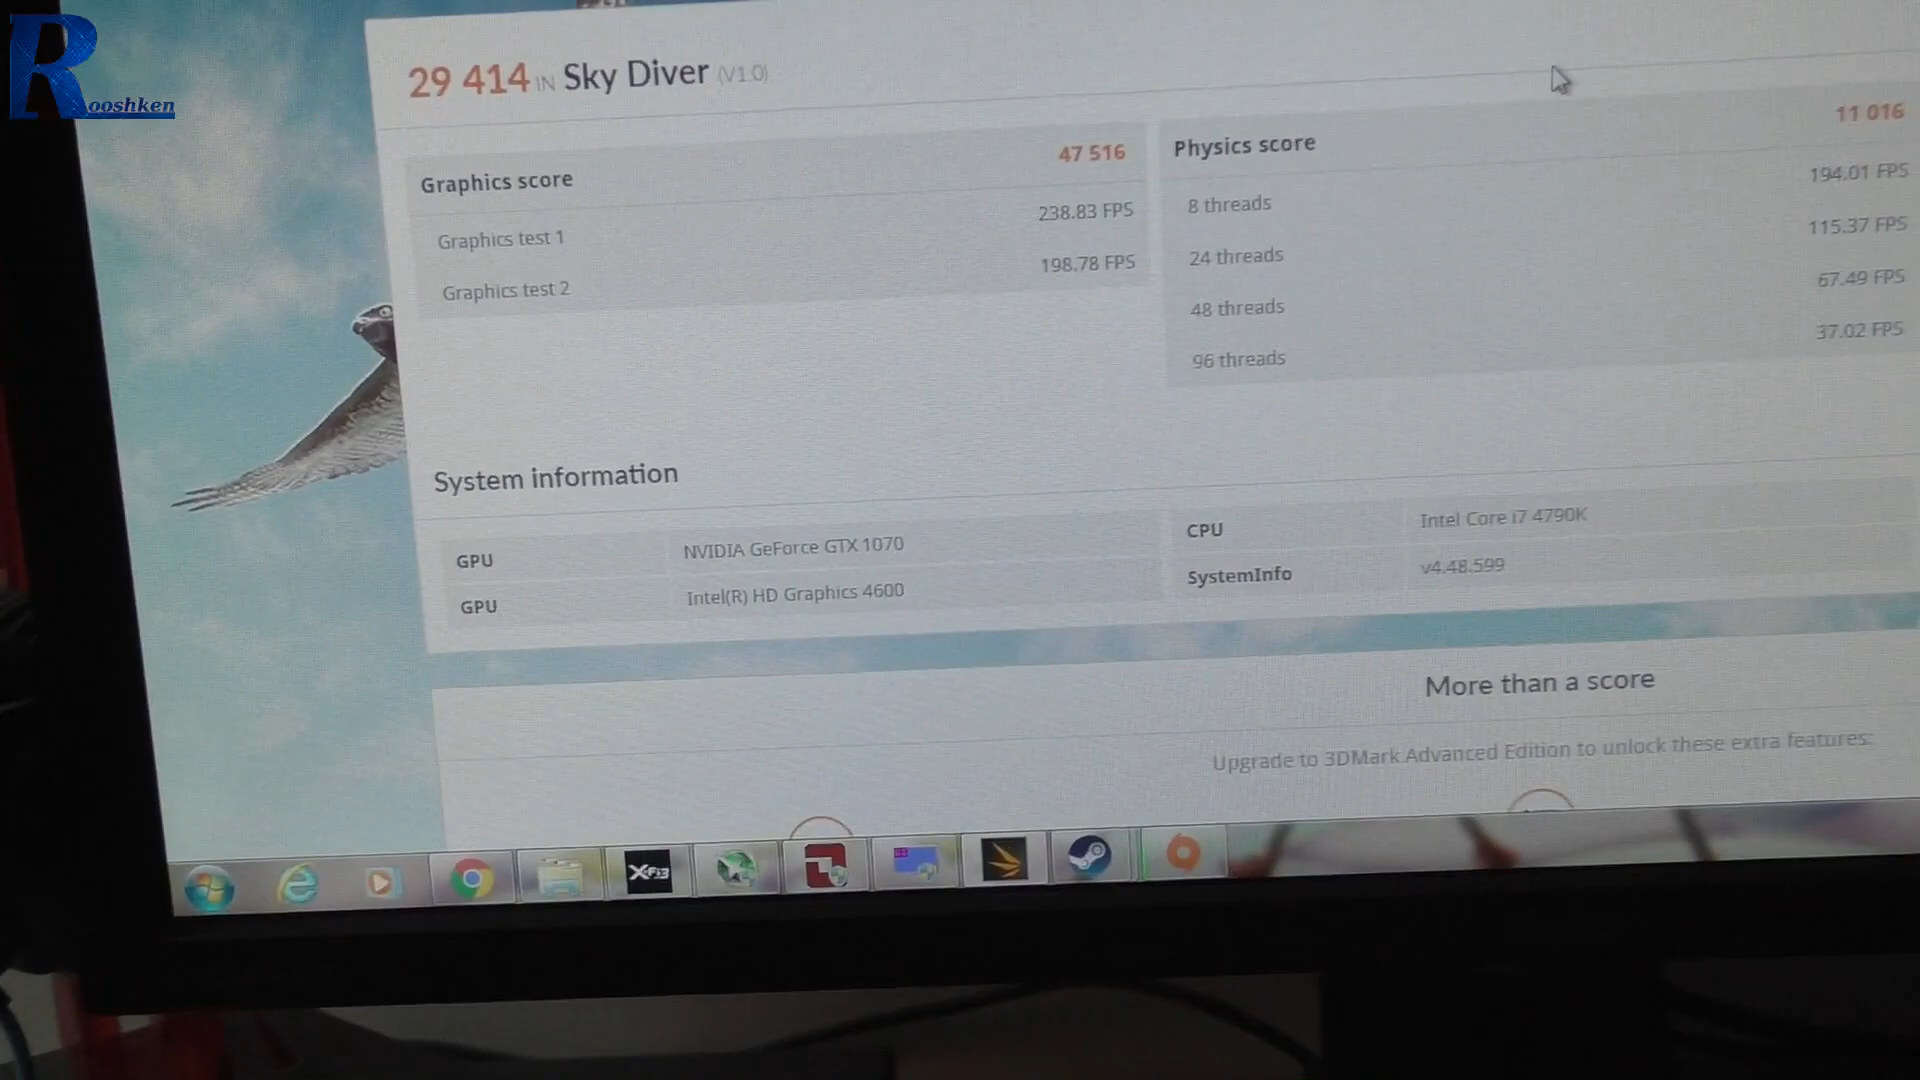 Rooshken
29 414 IN Sky Diver (V1.0)
Graphics score 47 516
Graphics test 1 238.83 FPS
Graphics test 2 198.78 FPS
Physics score 11 016
8 threads 194.01 FPS
24 threads 115.37 FPS
48 threads 67.49 FPS
96 threads 37.02 FPS
System information
GPU NVIDIA GeForce GTX 1070
GPU Intel(R) HD Graphics 4600
CPU Intel Core i7 4790K
SystemInfo v4.48.599
More than a score
Upgrade to 3DMark Advanced Edition to unlock these extra features: